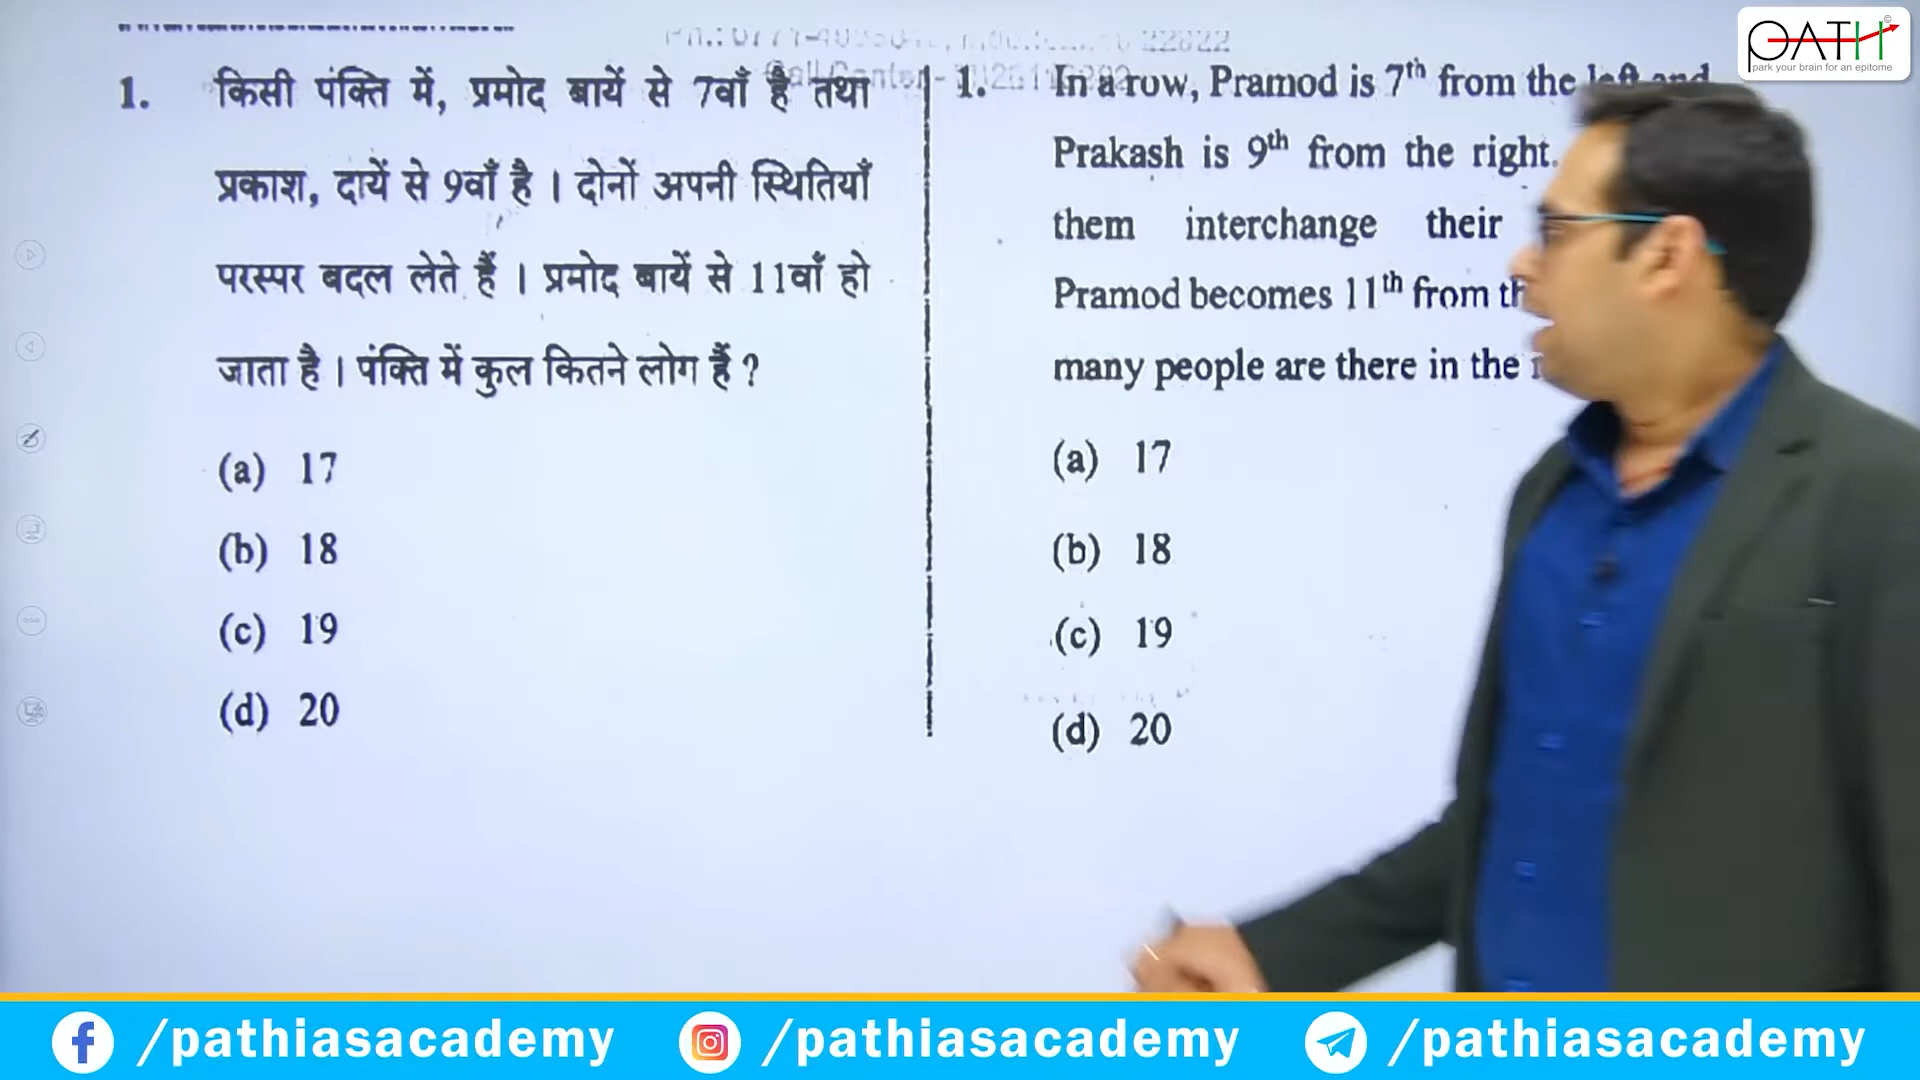 PATH
park your brain for an epitome
1. किसी पंक्ति में, प्रमोद बायें से 7वाँ है तथा
प्रकाश, दायें से 9वाँ है । दोनों अपनी स्थितियाँ
परस्पर बदल लेते हैं । प्रमोद बायें से 11वाँ हो
जाता है । पंक्ति में कुल कितने लोग हैं ?
(a) 17
(b) 18
(c) 19
(d) 20
1. In a row, Pramod is 7th from the left and
Prakash is 9th from the right.
them interchange their
Pramod becomes 11th from
many people are there in the
(a) 17
(b) 18
(c) 19
(d) 20
/pathiasacademy
/pathiasacademy
/pathiasacademy